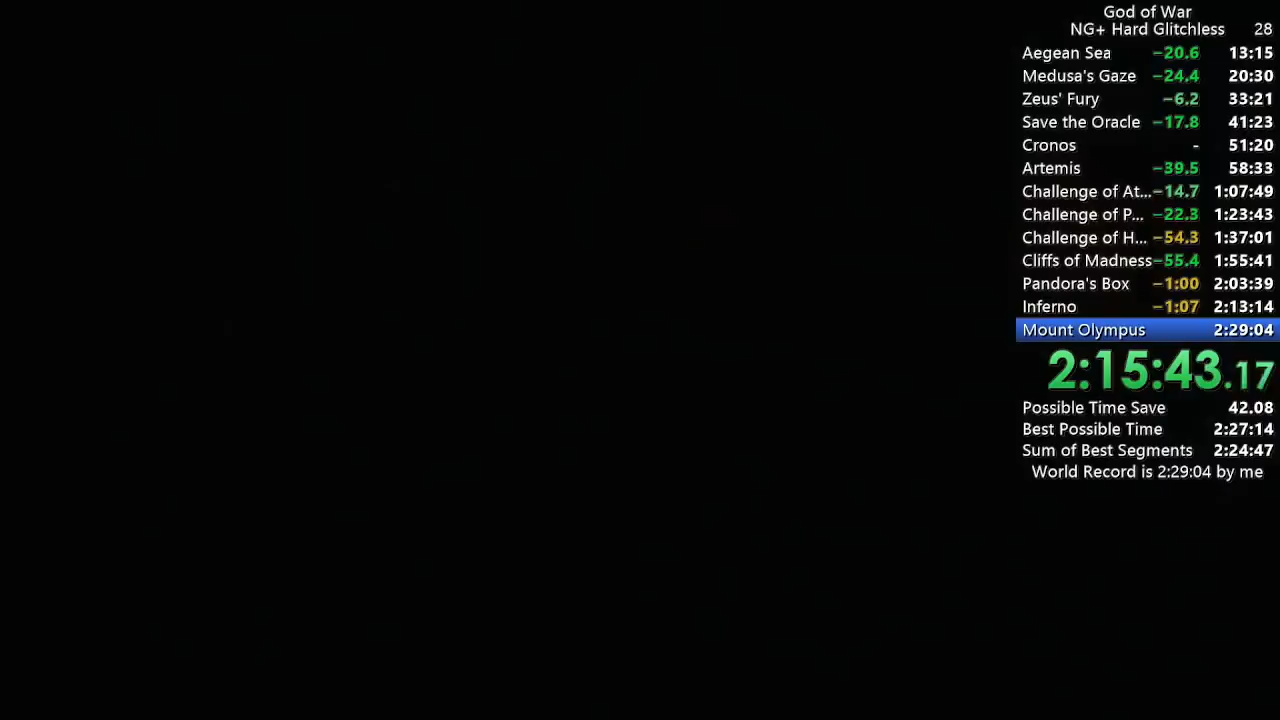 God of War
NG+ Hard Glitchless 28
Aegean Sea −20.6 13:15
Medusa's Gaze −24.4 20:30
Zeus' Fury −6.2 33:21
Save the Oracle −17.8 41:23
Cronos - 51:20
Artemis −39.5 58:33
Challenge of At... −14.7 1:07:49
Challenge of P... −22.3 1:23:43
Challenge of H... −54.3 1:37:01
Cliffs of Madness −55.4 1:55:41
Pandora's Box −1:00 2:03:39
Inferno −1:07 2:13:14
Mount Olympus 2:29:04
2:15:43.17
Possible Time Save 42.08
Best Possible Time 2:27:14
Sum of Best Segments 2:24:47
World Record is 2:29:04 by me